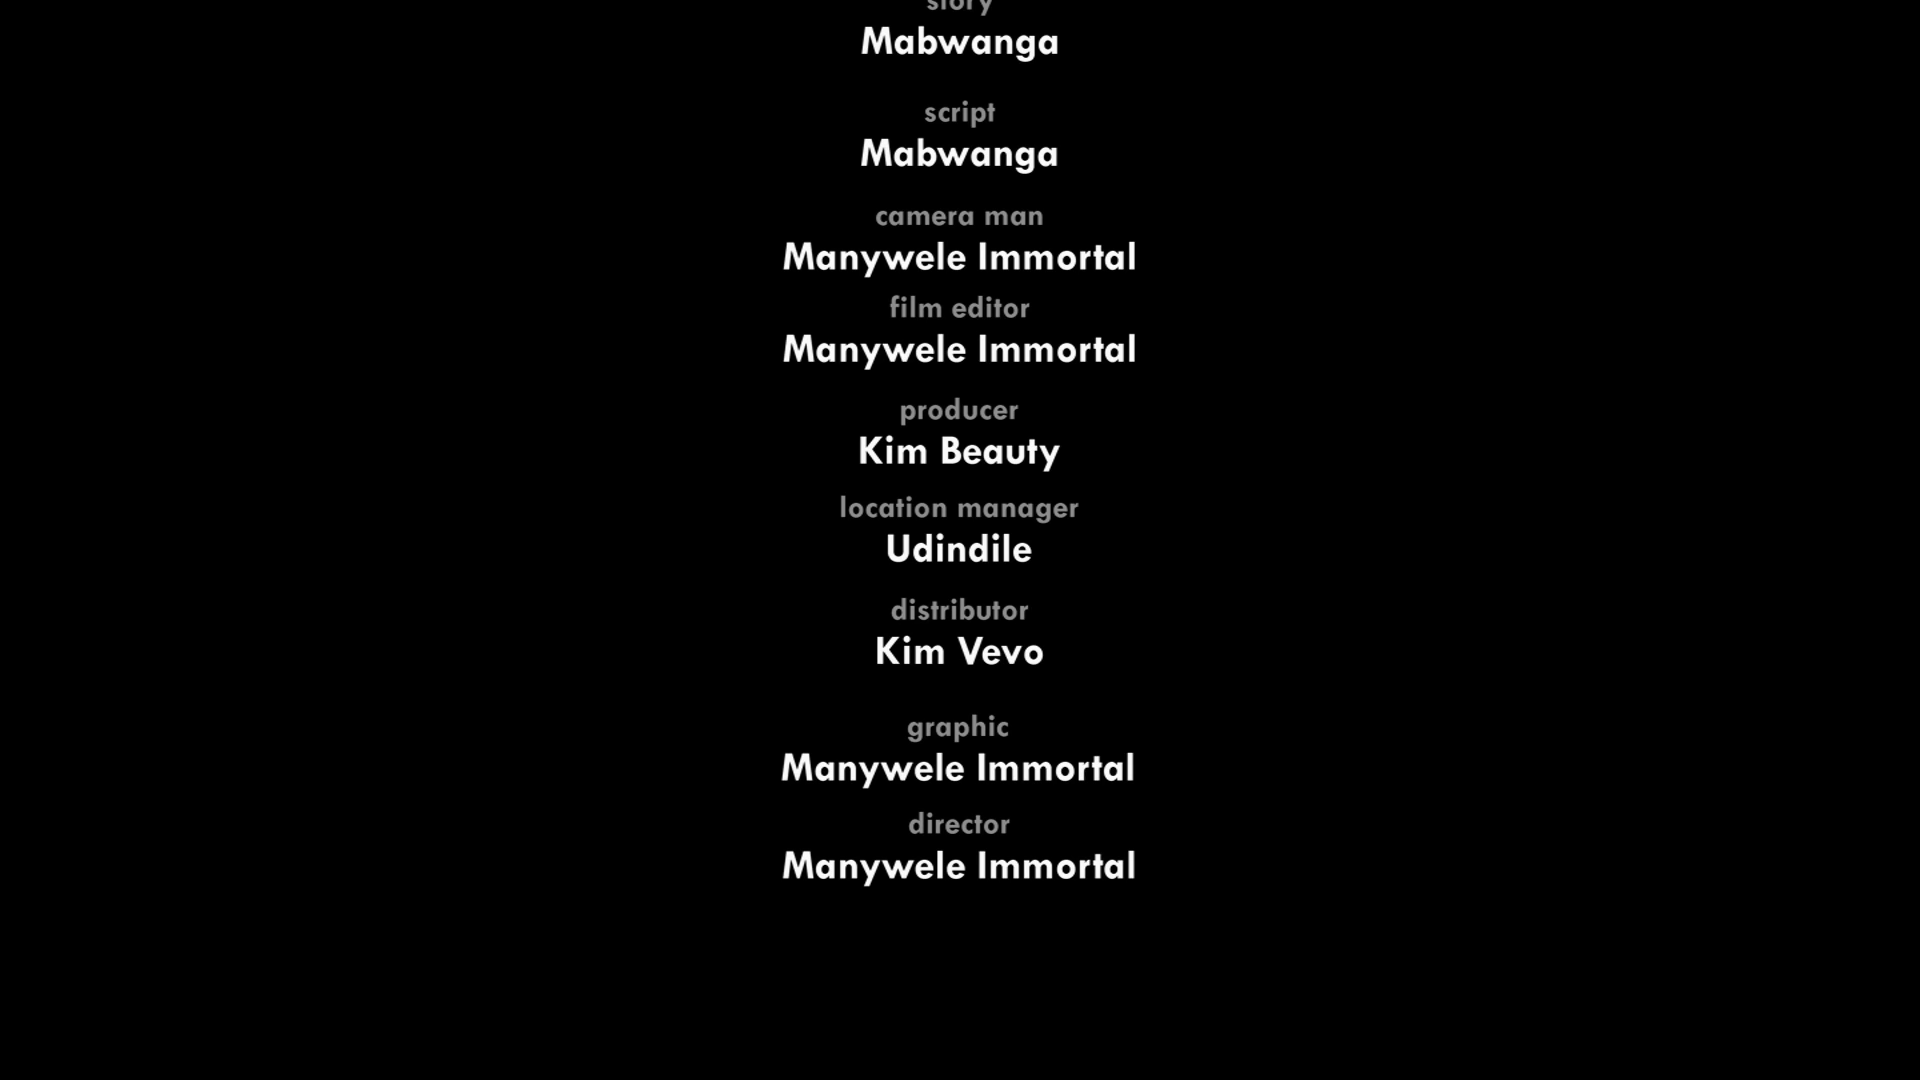 story
Mabwanga
script
Mabwanga
camera man
Manywele Immortal
film editor
Manywele Immortal
producer
Kim Beauty
location manager
Udindile
distributor
Kim Vevo
graphic
Manywele Immortal
director
Manywele Immortal